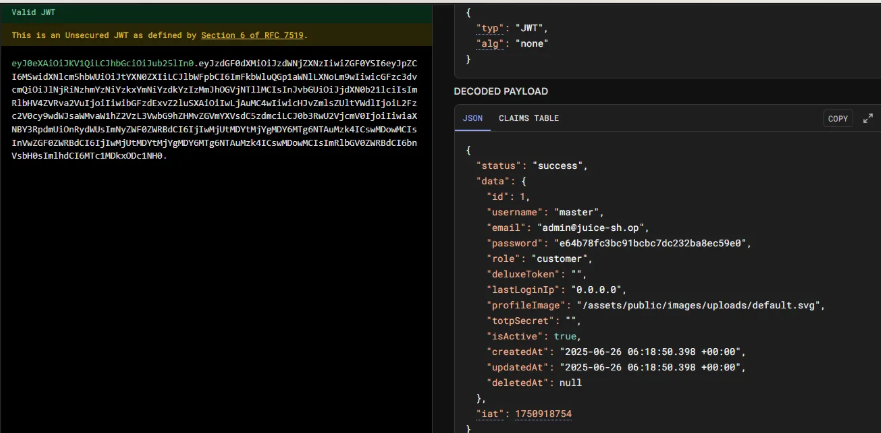 Valid JWT
This is an Unsecured JWT as defined by Section 6 of RFC 7519.
eyJ0eXAiOiJKV1QiLCJhbGciOiJub25lIn0.eyJzdGF0dXMiOiJzdWNjZXNzIiwiZGF0YSI6eyJpZC
{
"typ": "JWT",
"alg": "none"
}
DECODED PAYLOAD
JSON
CLAIMS TABLE
COPY
{
"status": "success",
"data": {
"id": 1,
"username": "master",
"email": "admin@juice-sh.op",
"password": "e64b78fc3bc91bcbc7dc232ba8ec59e0",
"role": "customer",
"deluxeToken": "",
"lastLoginIp": "0.0.0.0",
"profileImage": "/assets/public/images/uploads/default.svg",
"totpSecret": "",
"isActive": true,
"createdAt": "2025-06-26 06:18:50.398 +00:00",
"updatedAt": "2025-06-26 06:18:50.398 +00:00",
"deletedAt": null
},
"iat": 1750918754
}